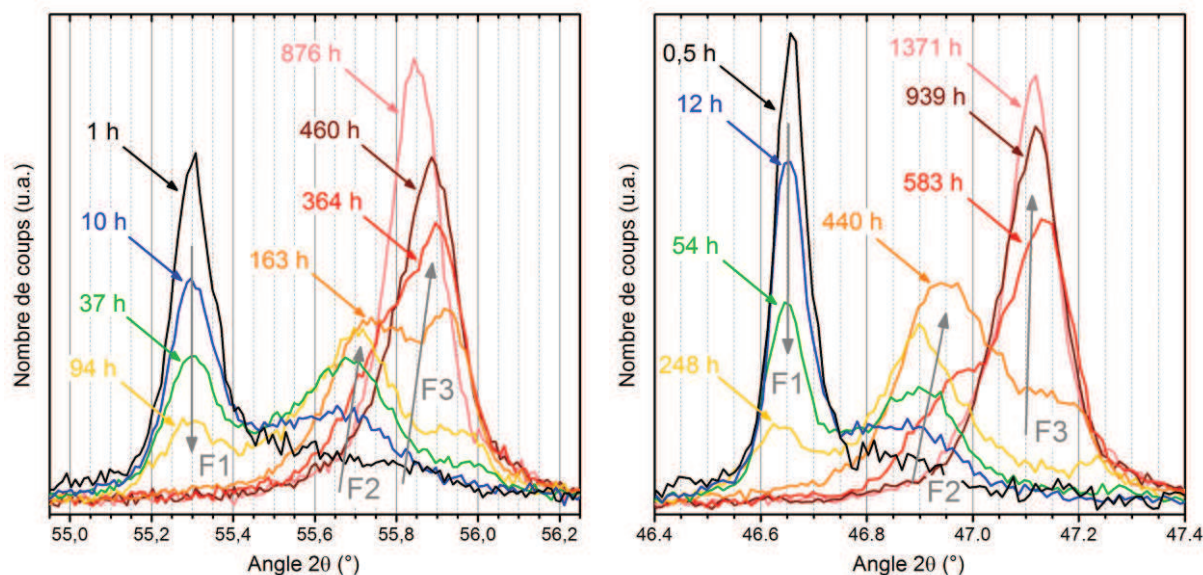 Nombre de coups (u.a.)
876 h
1 h
460 h
364 h
10 h
163 h
37 h
94 h
F1
F2
F3
55,0 55,2 55,4 55,6 55,8 56,0 56,2
Angle 2θ (°)
Nombre de coups (u.a.)
0,5 h
1371 h
12 h
939 h
583 h
440 h
54 h
248 h
F1
F2
F3
46.4 46.6 46.8 47.0 47.2 47.4
Angle 2θ (°)